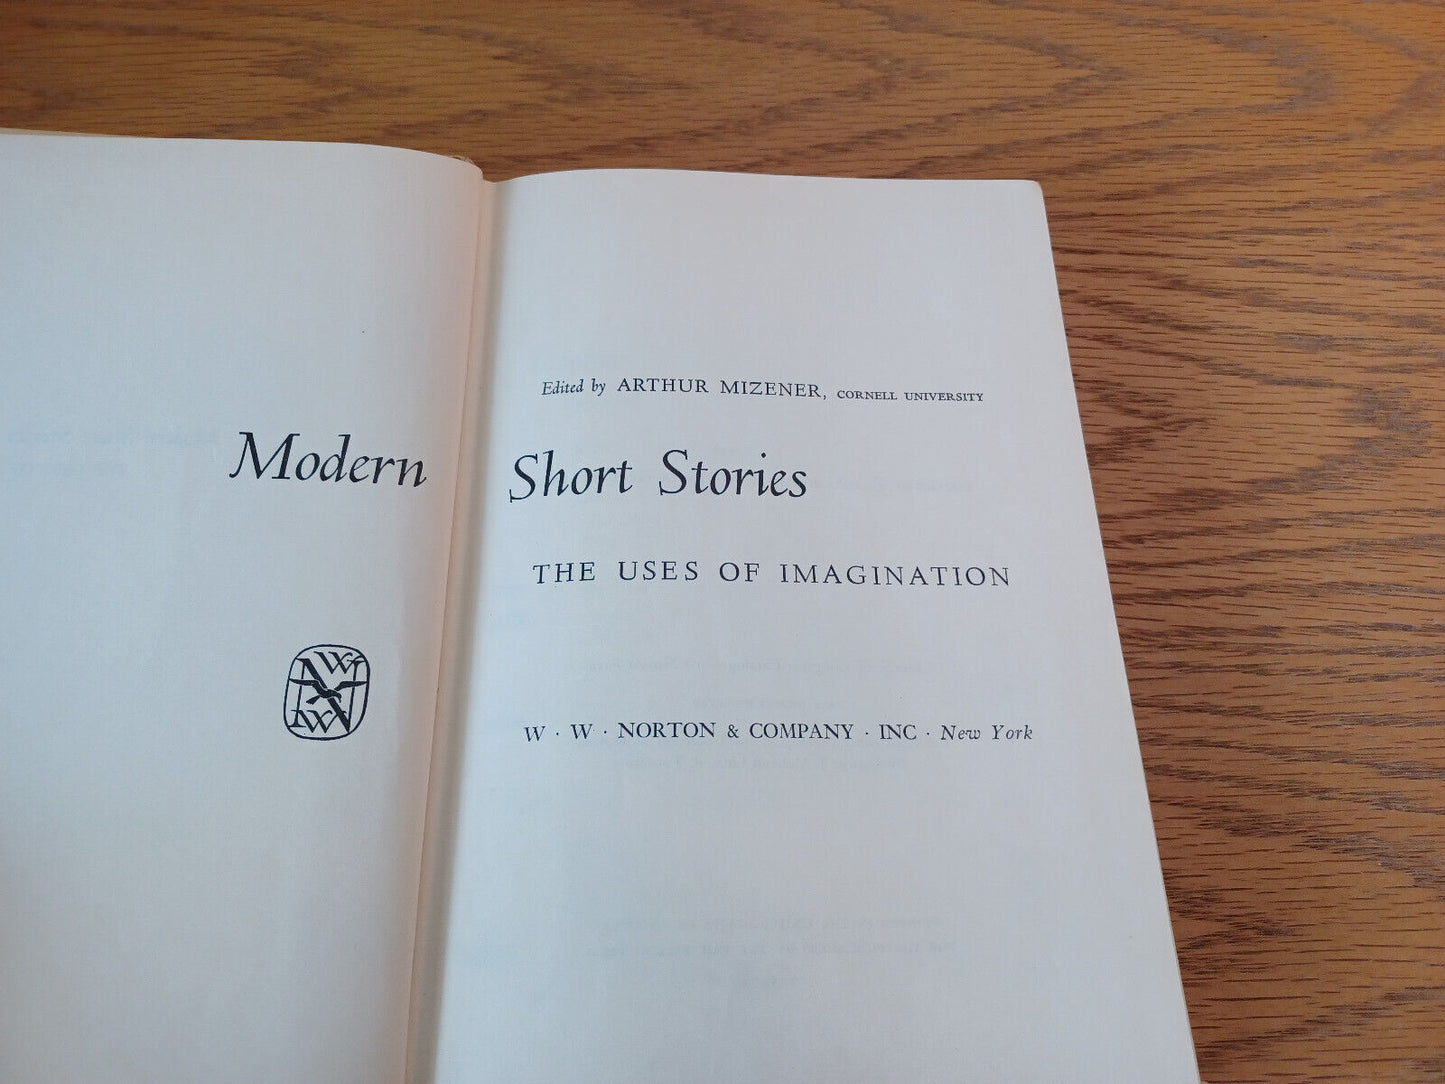 Edited by ARTHUR MIZENER, CORNELL UNIVERSITY
Modern Short Stories
THE USES OF IMAGINATION
W · W · NORTON & COMPANY · INC · New York